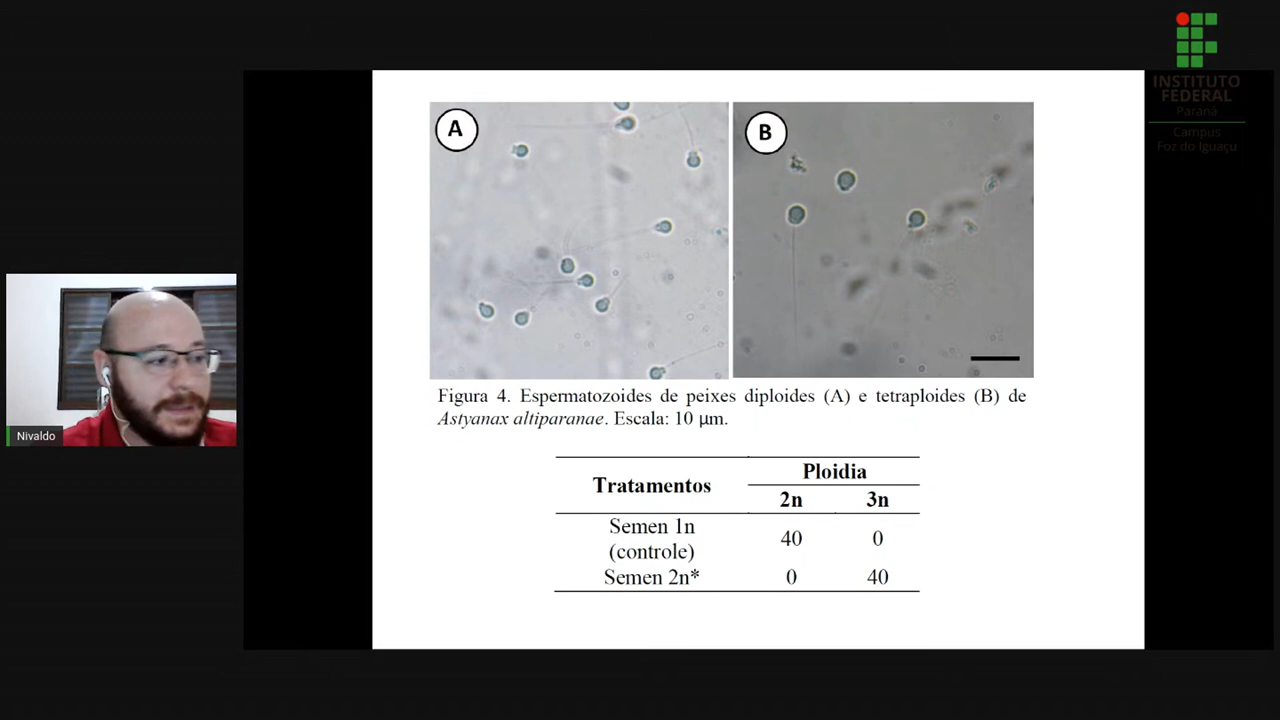 INSTITUTO
FEDERAL
Paraná
Campus
Foz do Iguaçu
A
B
Figura 4. Espermatozoides de peixes diploides (A) e tetraploides (B) de
Astyanax altiparanae. Escala: 10 µm.
Nivaldo
Tratamentos
Ploidia
2n
3n
Semen 1n
(controle)
40
0
Semen 2n*
0
40